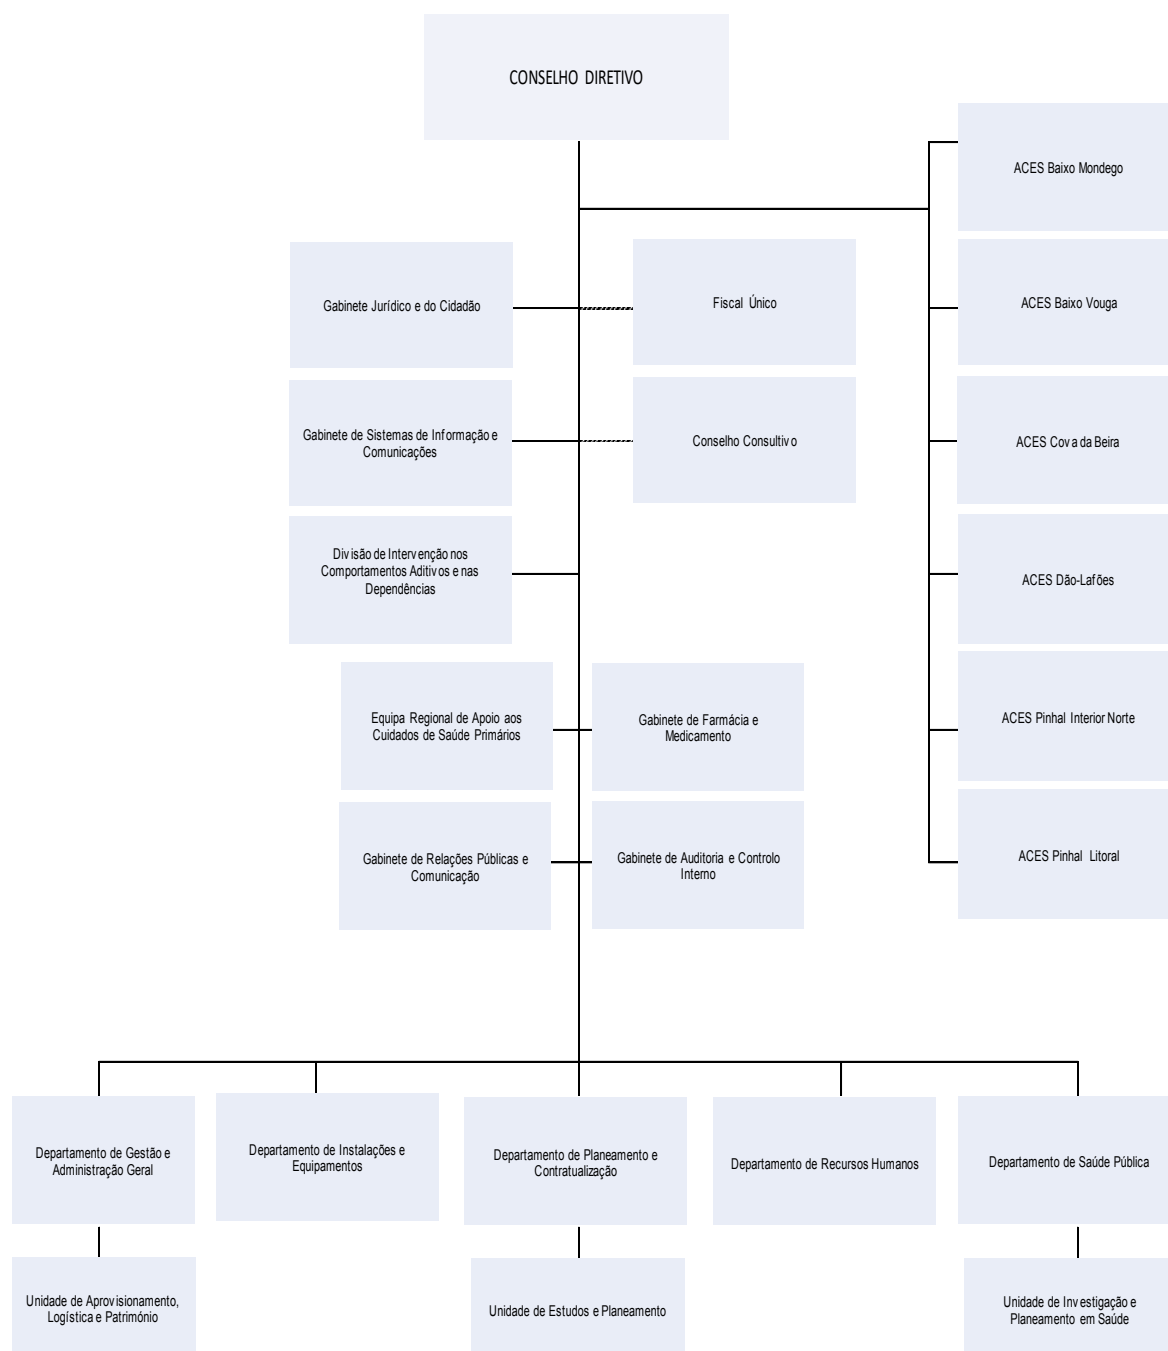 CONSELHO DIRETIVO
ACES Baixo Mondego
Gabinete Jurídico e do Cidadão
Fiscal Único
ACES Baixo Vouga
Gabinete de Sistemas de Informação e
Comunicações
Conselho Consultivo
ACES Cova da Beira
Divisão de Intervenção nos
Comportamentos Aditivos e nas
Dependências
ACES Dão-Lafões
Equipa Regional de Apoio aos
Cuidados de Saúde Primários
Gabinete de Farmácia e
Medicamento
ACES Pinhal Interior Norte
Gabinete de Relações Públicas e
Comunicação
Gabinete de Auditoria e Controlo
Interno
ACES Pinhal Litoral
Departamento de Gestão e
Administração Geral
Departamento de Instalações e
Equipamentos
Departamento de Planeamento e
Contratualização
Departamento de Recursos Humanos
Departamento de Saúde Pública
Unidade de Aprovisionamento,
Logística e Património
Unidade de Estudos e Planeamento
Unidade de Investigação e
Planeamento em Saúde